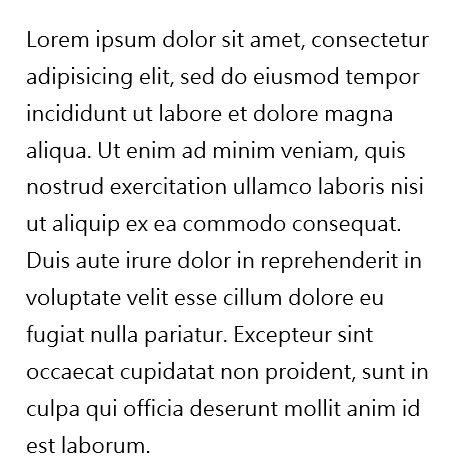 Lorem ipsum dolor sit amet, consectetur
adipisicing elit, sed do eiusmod tempor
incididunt ut labore et dolore magna
aliqua. Ut enim ad minim veniam, quis
nostrud exercitation ullamco laboris nisi
ut aliquip ex ea commodo consequat.
Duis aute irure dolor in reprehenderit in
voluptate velit esse cillum dolore eu
fugiat nulla pariatur. Excepteur sint
occaecat cupidatat non proident, sunt in
culpa qui officia deserunt mollit anim id
est laborum.